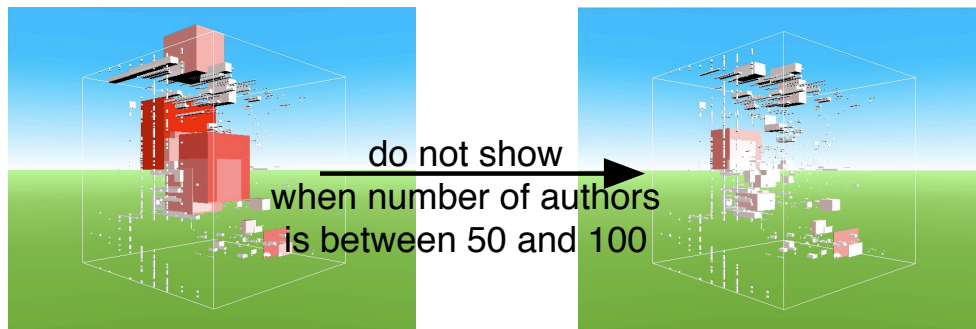 do not show
when number of authors
is between 50 and 100